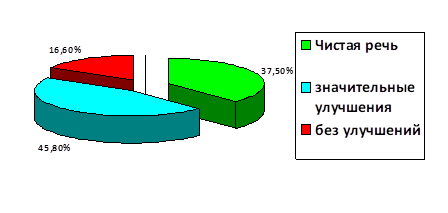 16,60%
37,50%
45,80%
Чистая речь
значительные
улучшения
без улучшений